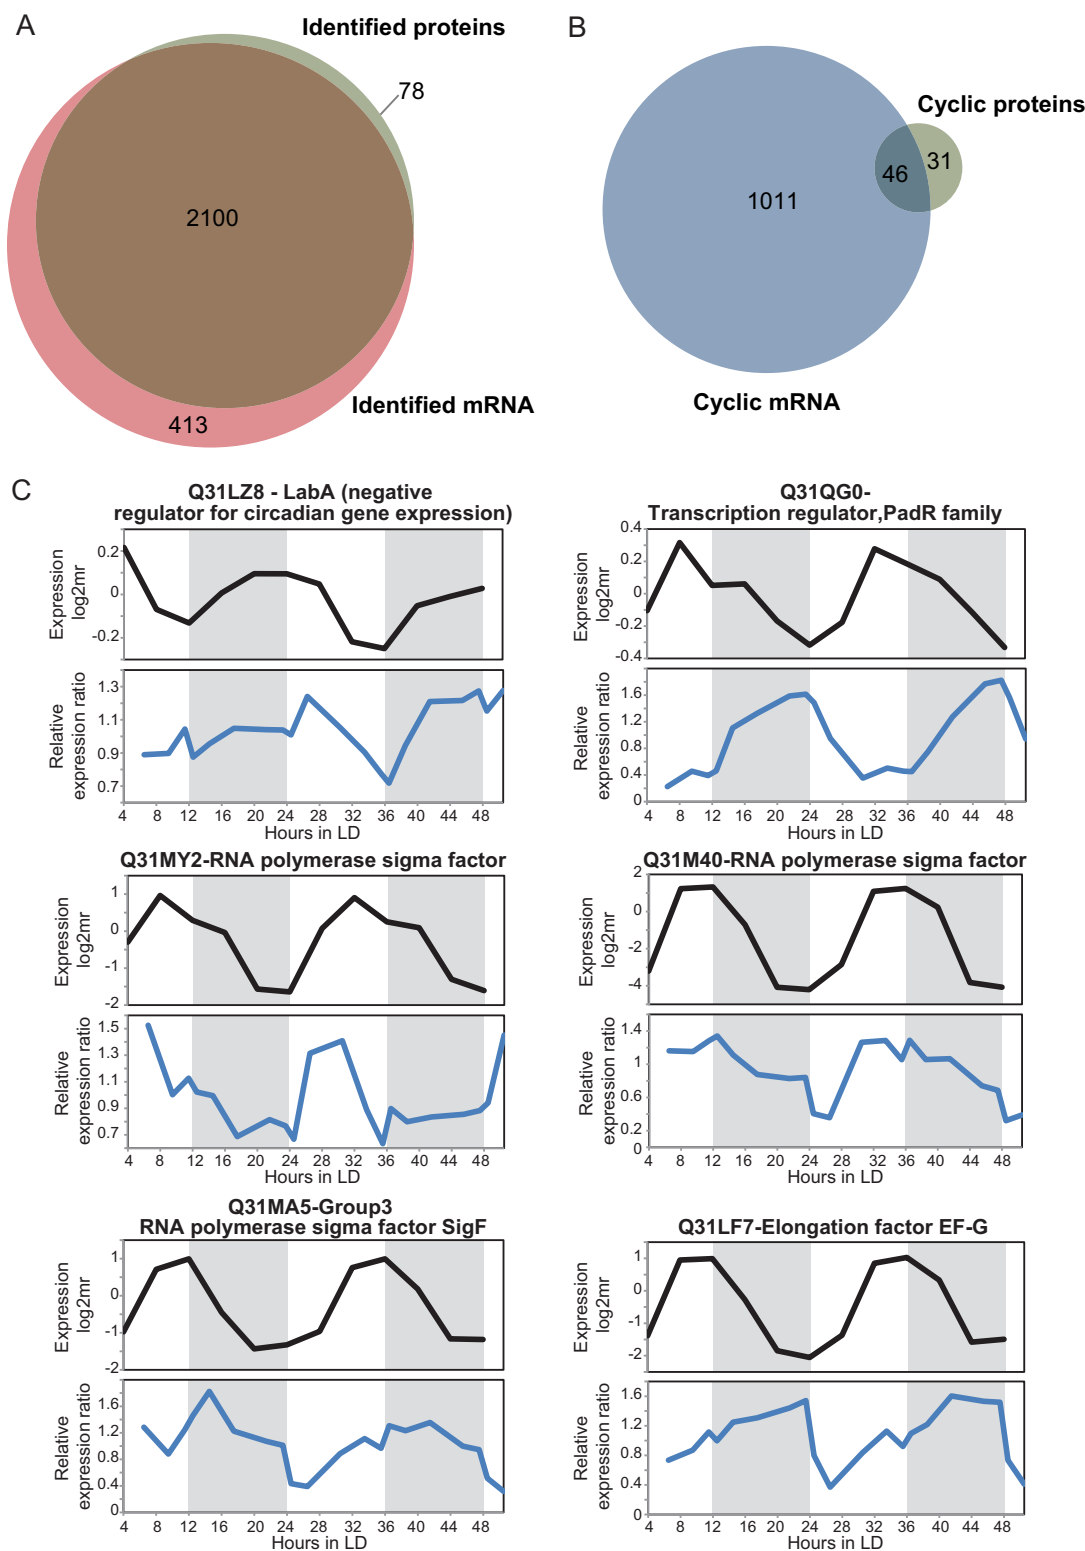 A
Identified proteins
78
2100
413
Identified mRNA
B
Cyclic proteins
46
31
1011
Cyclic mRNA
C
Q31LZ8 - LabA (negative
regulator for circadian gene expression)
Expression
log2mr
0.2
0
-0.2
Relative
expression ratio
1.3
1.1
0.9
0.7
4 8 12 16 20 24 28 32 36 40 44 48
Hours in LD
Q31QG0-
Transcription regulator,PadR family
Expression
log2mr
0.4
0.2
0
-0.2
-0.4
Relative
expression ratio
1.6
1.2
0.8
0.4
0
4 8 12 16 20 24 28 32 36 40 44 48
Hours in LD
Q31MY2-RNA polymerase sigma factor
Expression
log2mr
1
0
-1
-2
Relative
expression ratio
1.5
1.3
1.1
0.9
0.7
4 8 12 16 20 24 28 32 36 40 44 48
Hours in LD
Q31M40-RNA polymerase sigma factor
Expression
log2mr
2
0
-2
-4
Relative
expression ratio
1.4
1
0.6
0.2
0
4 8 12 16 20 24 28 32 36 40 44 48
Hours in LD
Q31MA5-Group3
RNA polymerase sigma factor SigF
Expression
log2mr
1
0
-1
-2
Relative
expression ratio
1.6
1.2
0.8
0.4
0
4 8 12 16 20 24 28 32 36 40 44 48
Hours in LD
Q31LF7-Elongation factor EF-G
Expression
log2mr
1
0
-1
-2
Relative
expression ratio
1.6
1.2
0.8
0.4
0
4 8 12 16 20 24 28 32 36 40 44 48
Hours in LD